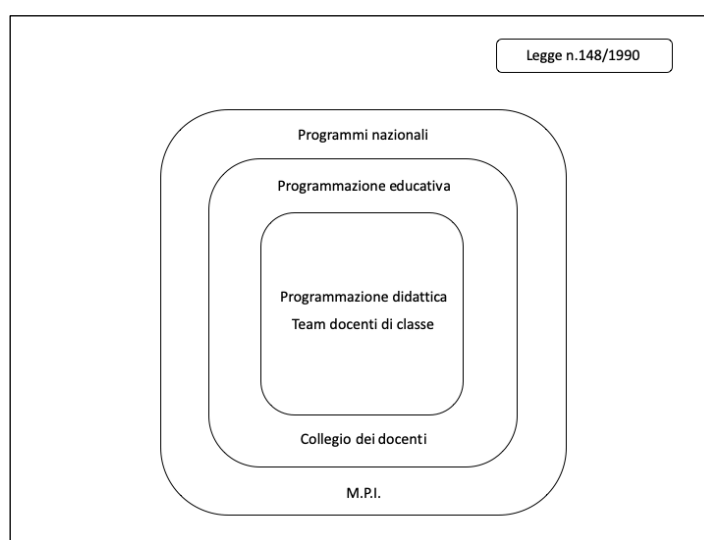 Legge n.148/1990
Programmi nazionali
Programmazione educativa
Programmazione didattica
Team docenti di classe
Collegio dei docenti
M.P.I.